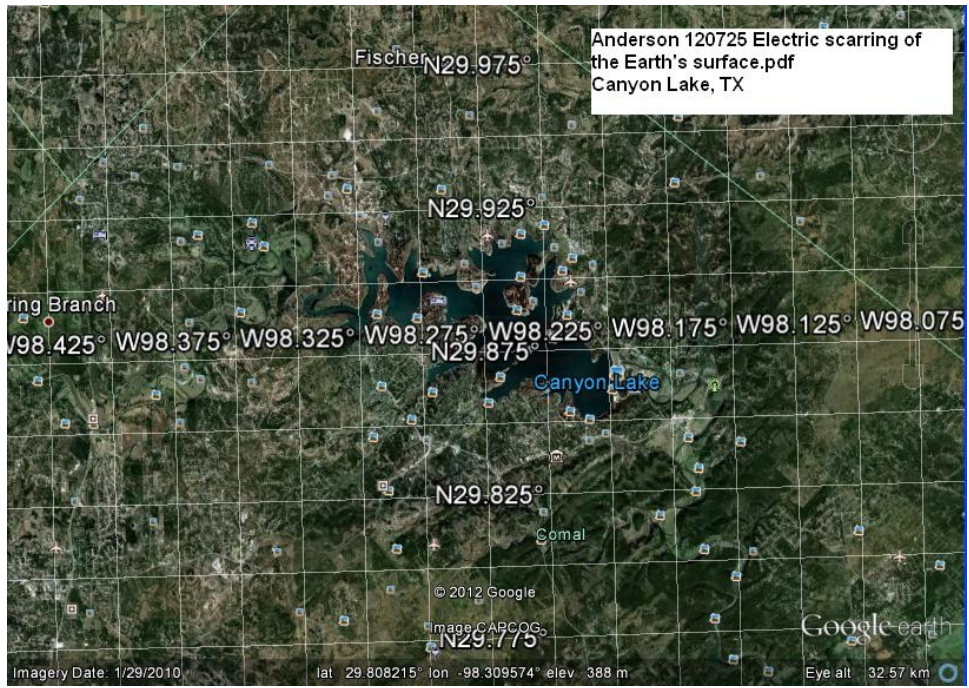 Anderson 120725 Electric scarring of
the Earth's surface.pdf
Canyon Lake, TX
Fischer
N29.975°
N29.925°
ring Branch
W98.425° W98.375° W98.325° W98.275° W98.225° W98.175° W98.125° W98.075
N29.875°
Canyon Lake
N29.825°
Comal
© 2012 Google
Image CAPCOG
N29.775°
Google earth
Imagery Date: 1/29/2010 lat 29.808215° lon -98.309574° elev 388 m Eye alt 32.57 km